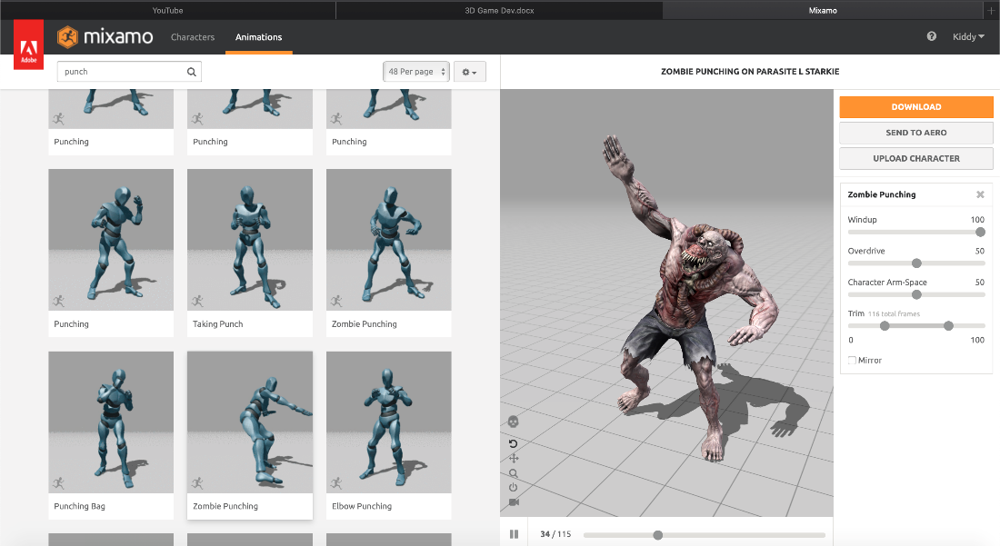 YouTube
3D Game Dev.docx
Mixamo
+
Adobe
mixamo
Characters
Animations
Kiddy
punch
48 Per page
ZOMBIE PUNCHING ON PARASITE L STARKIE
DOWNLOAD
SEND TO AERO
UPLOAD CHARACTER
Punching
Punching
Punching
Punching
Taking Punch
Zombie Punching
Punching Bag
Zombie Punching
Elbow Punching
Zombie Punching
Windup 100
Overdrive 50
Character Arm-Space 50
Trim 116 total frames
0 100
Mirror
34 / 115